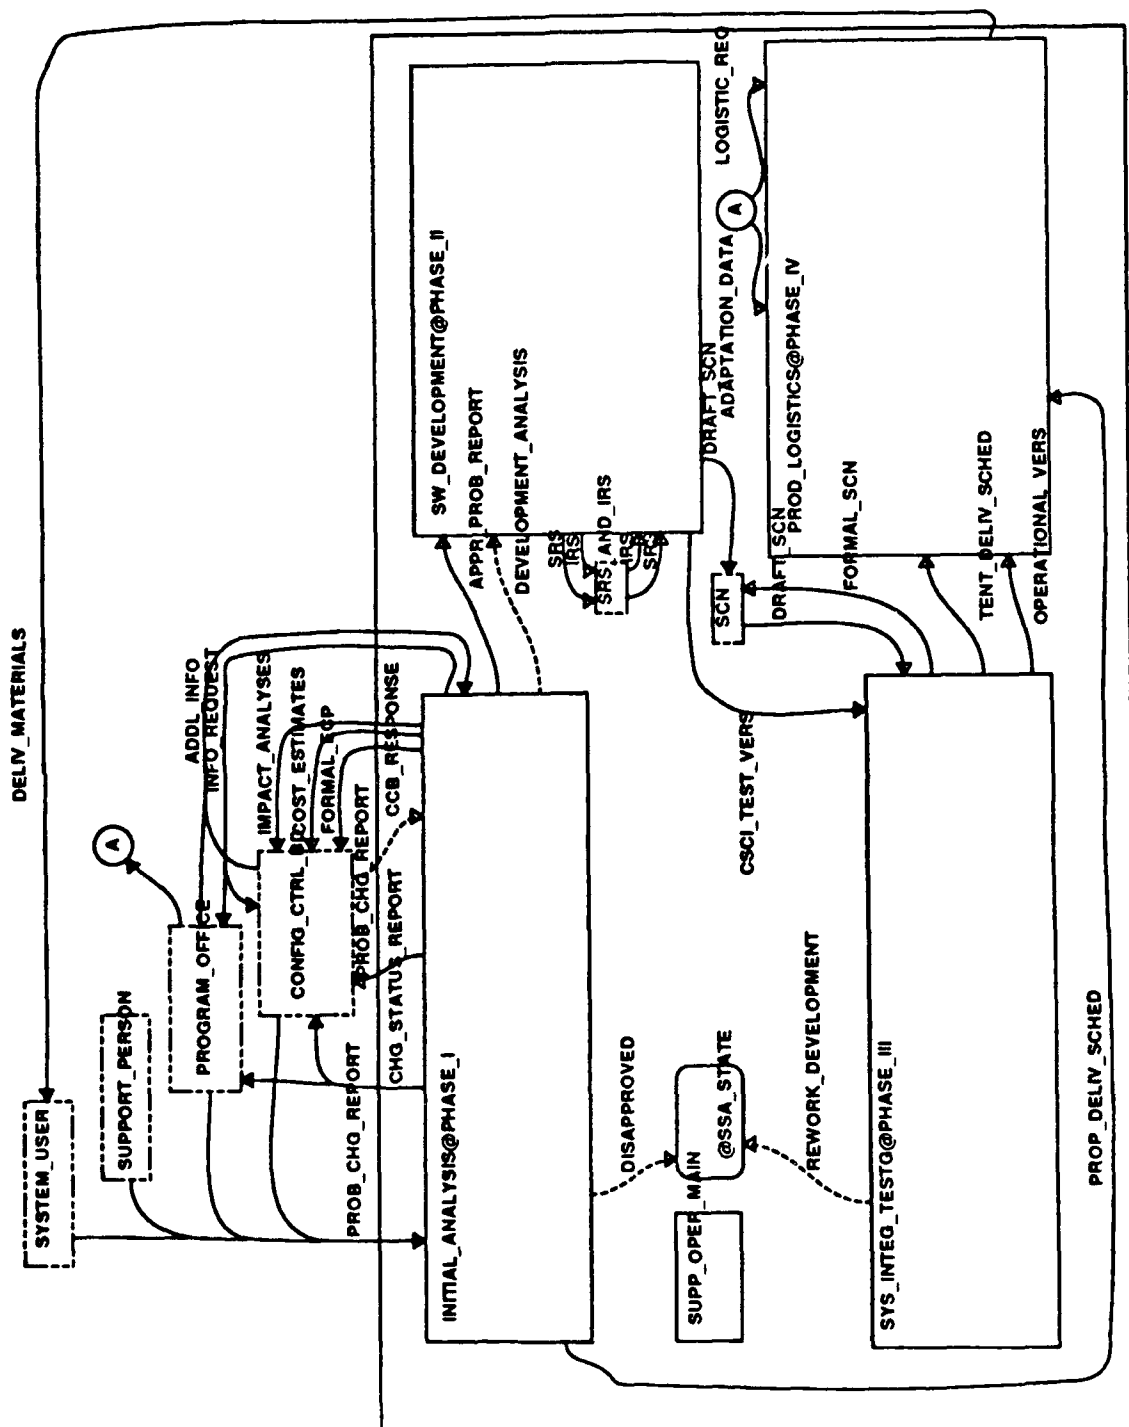 DELIV_MATERIALS
SYSTEM_USER
SUPPORT_PERSON
A
PROGRAM_OFFICE
ADDL_INFO
INFO_REQUEST
IMPACT_ANALYSES
COST_ESTIMATES
FORMAL_ECP
CONFIG_CTRL_
PROB_CHG_REPORT
CCB_RESPONSE
CHG_STATUS_REPORT
PROB_CHG_REPORT
INITIAL_ANALYSIS@PHASE_I
SW_DEVELOPMENT@PHASE_II
APPR_PROB_REPORT
DEVELOPMENT_ANALYSIS
SRS
IRS
SRS_AND_IRS
IRS
SRS
DRAFT_SCN
ADAPTATION_DATA
LOGISTIC_REQ
A
SCN
DRAFT_SCN
PROD_LOGISTICS@PHASE_IV
FORMAL_SCN
TENT_DELIV_SCHED
OPERATIONAL_VERS
CSCI_TEST_VERS
DISAPPROVED
@SSA_STATE
SUPP_OPER_MAIN
REWORK_DEVELOPMENT
SYS_INTEG_TESTG@PHASE_III
PROP_DELIV_SCHED